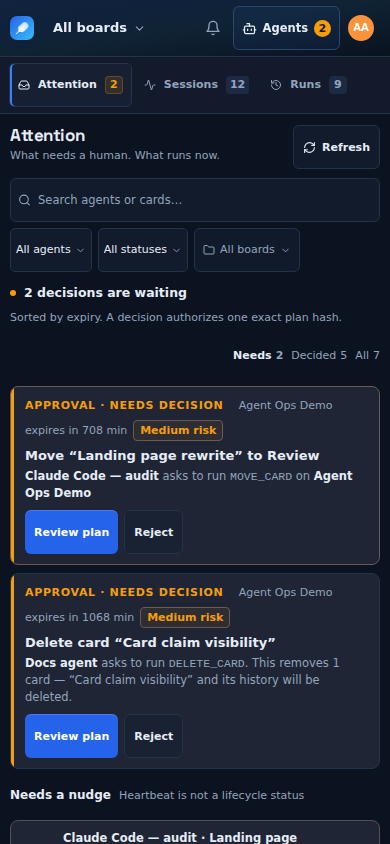 All boards
Agents 2
AA
Attention 2
Sessions 12
Runs 9
Attention
What needs a human. What runs now.
Refresh
Search agents or cards…
All agents
All statuses
All boards
2 decisions are waiting
Sorted by expiry. A decision authorizes one exact plan hash.
Needs 2 Decided 5 All 7
APPROVAL · NEEDS DECISION Agent Ops Demo
expires in 708 min Medium risk
Move “Landing page rewrite” to Review
Claude Code — audit asks to run MOVE_CARD on Agent
Ops Demo
Review plan
Reject
APPROVAL · NEEDS DECISION Agent Ops Demo
expires in 1068 min Medium risk
Delete card “Card claim visibility”
Docs agent asks to run DELETE_CARD. This removes 1
card — “Card claim visibility” and its history will be
deleted.
Review plan
Reject
Needs a nudge Heartbeat is not a lifecycle status
Claude Code — audit · Landing page